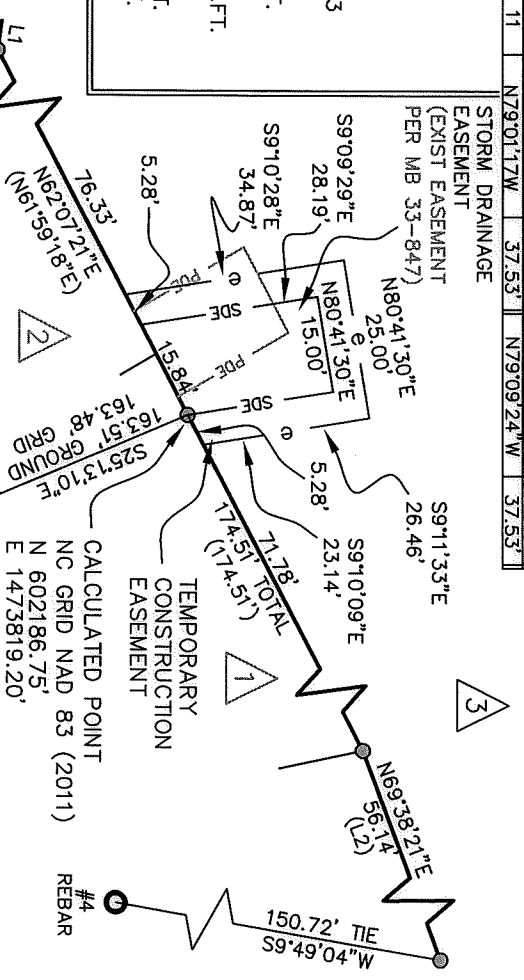 11 N79°01'17"W 37.53' N79°09'24"W 37.53'
3
T.
.FT.
T.
STORM DRAINAGE
EASEMENT
(EXIST EASEMENT
PER MB 33-847)
S9°09'29"E
28.19'
S9°10'28"E
34.87'
5.28'
N80°41'30"E
25.00'
e
N80°41'30"E
15.00'
S9°11'33"E
26.46'
S9°10'09"E
23.14'
5.28'
e
SDE
PDE
PDE
SDE
e
L1
76.33'
N62°07'21"E
(N61°59'18"E)
15.84'
71.78'
174.51' TOTAL
(174.51')
2
1
3
S25°13'10"E
163.51' GROUND
163.48' GRID
TEMPORARY
CONSTRUCTION
EASEMENT
CALCULATED POINT
NC GRID NAD 83 (2011)
N 602186.75'
E 1473819.20'
N69°38'21"E
56.14'
(L2)
150.72' TIE
S9°49'04"W
#4
REBAR